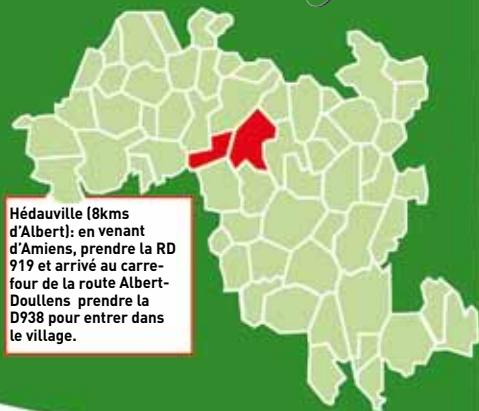 Hédauville (8kms
d'Albert): en venant
d'Amiens, prendre la RD
919 et arrivé au carre-
four de la route Albert-
Doullens prendre la
D938 pour entrer dans
le village.